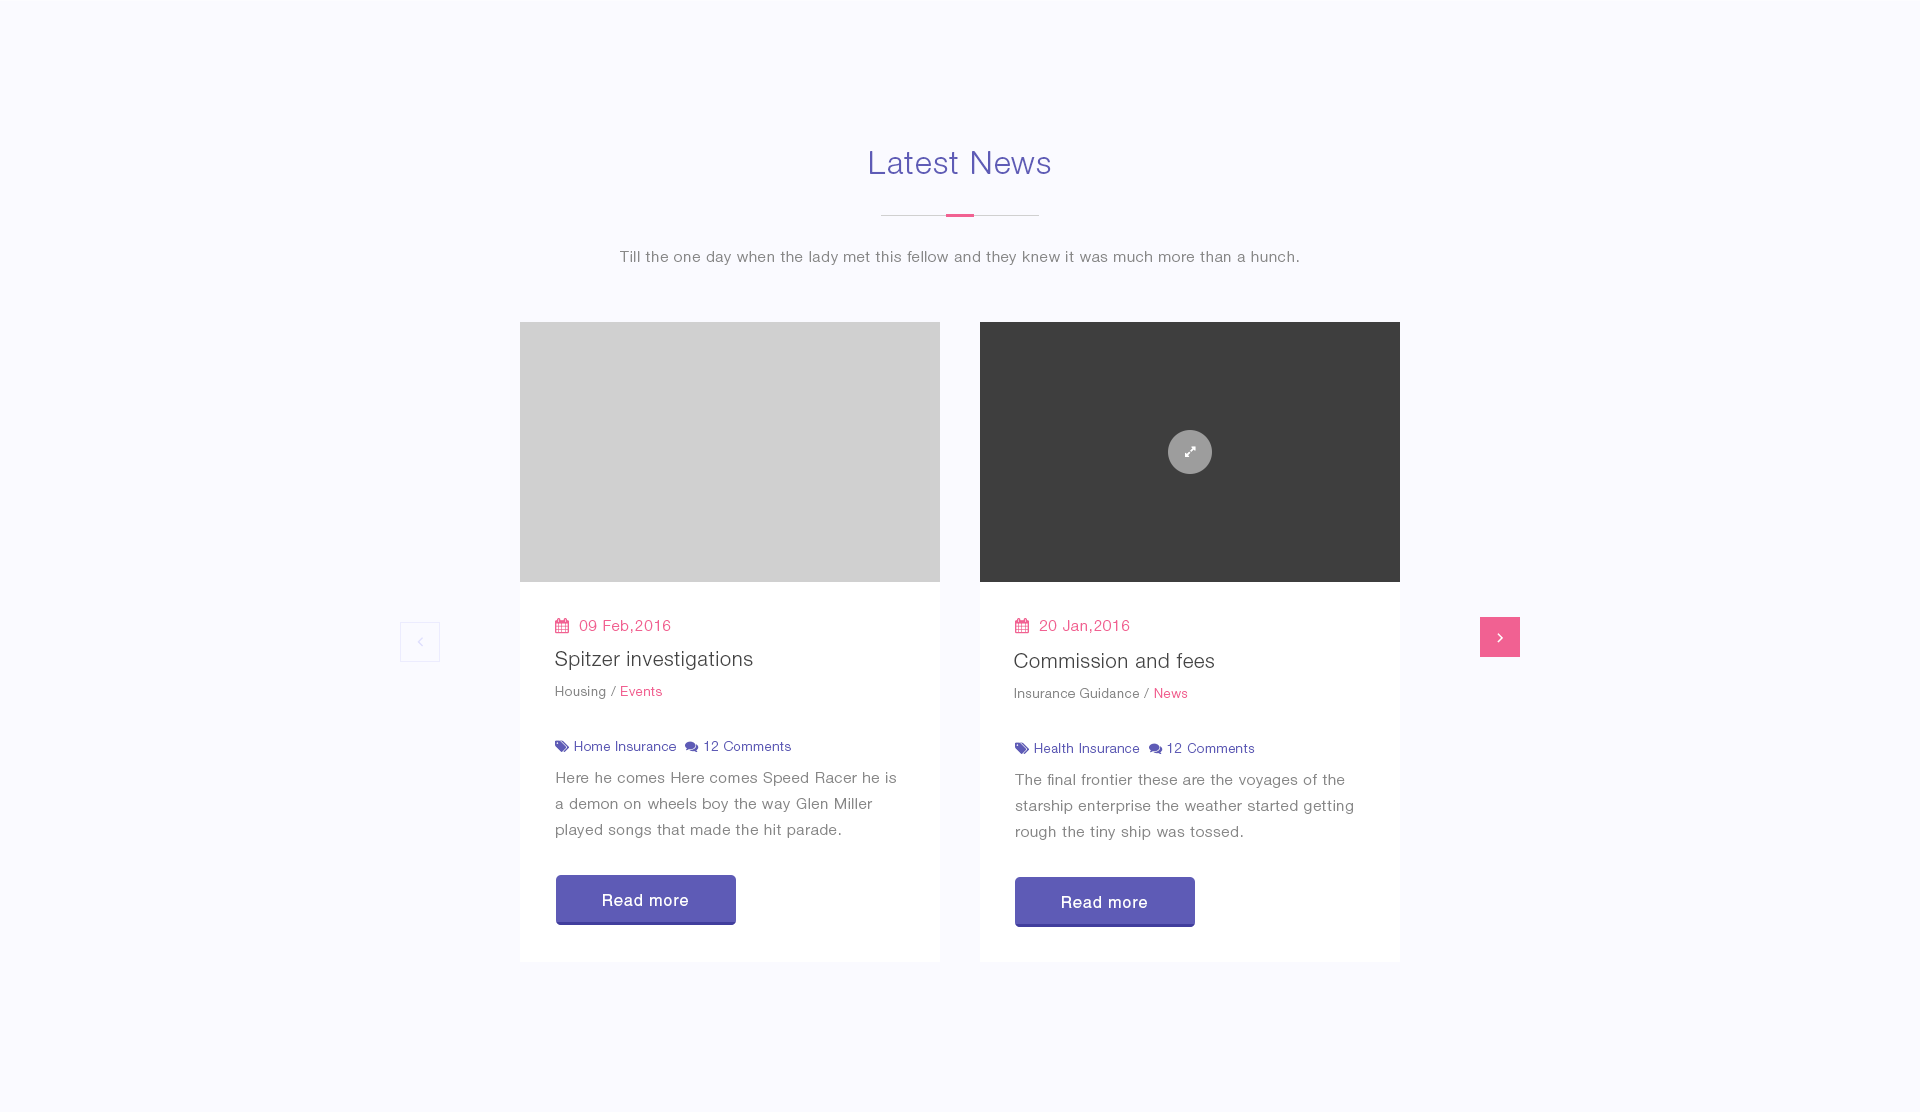 Latest News
Till the one day when the lady met this fellow and they knew it was much more than a hunch.
09 Feb,2016
Spitzer investigations
Housing / Events
Home Insurance 12 Comments
Here he comes Here comes Speed Racer he is
a demon on wheels boy the way Glen Miller
played songs that made the hit parade.
Read more
20 Jan,2016
Commission and fees
Insurance Guidance / News
Health Insurance 12 Comments
The final frontier these are the voyages of the
starship enterprise the weather started getting
rough the tiny ship was tossed.
Read more